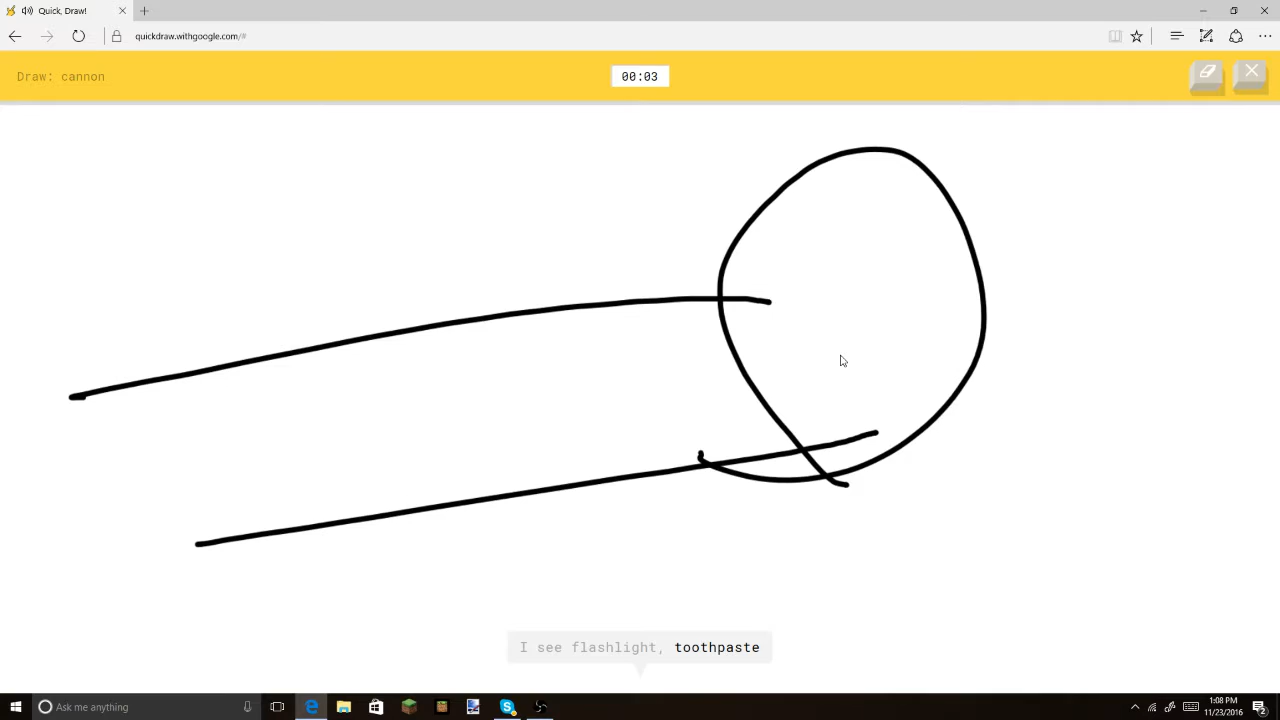 Quick, Draw!
quickdraw.withgoogle.com/#
Draw: cannon
00:03
I see flashlight, toothpaste
Ask me anything
1:08 PM
11/23/2016